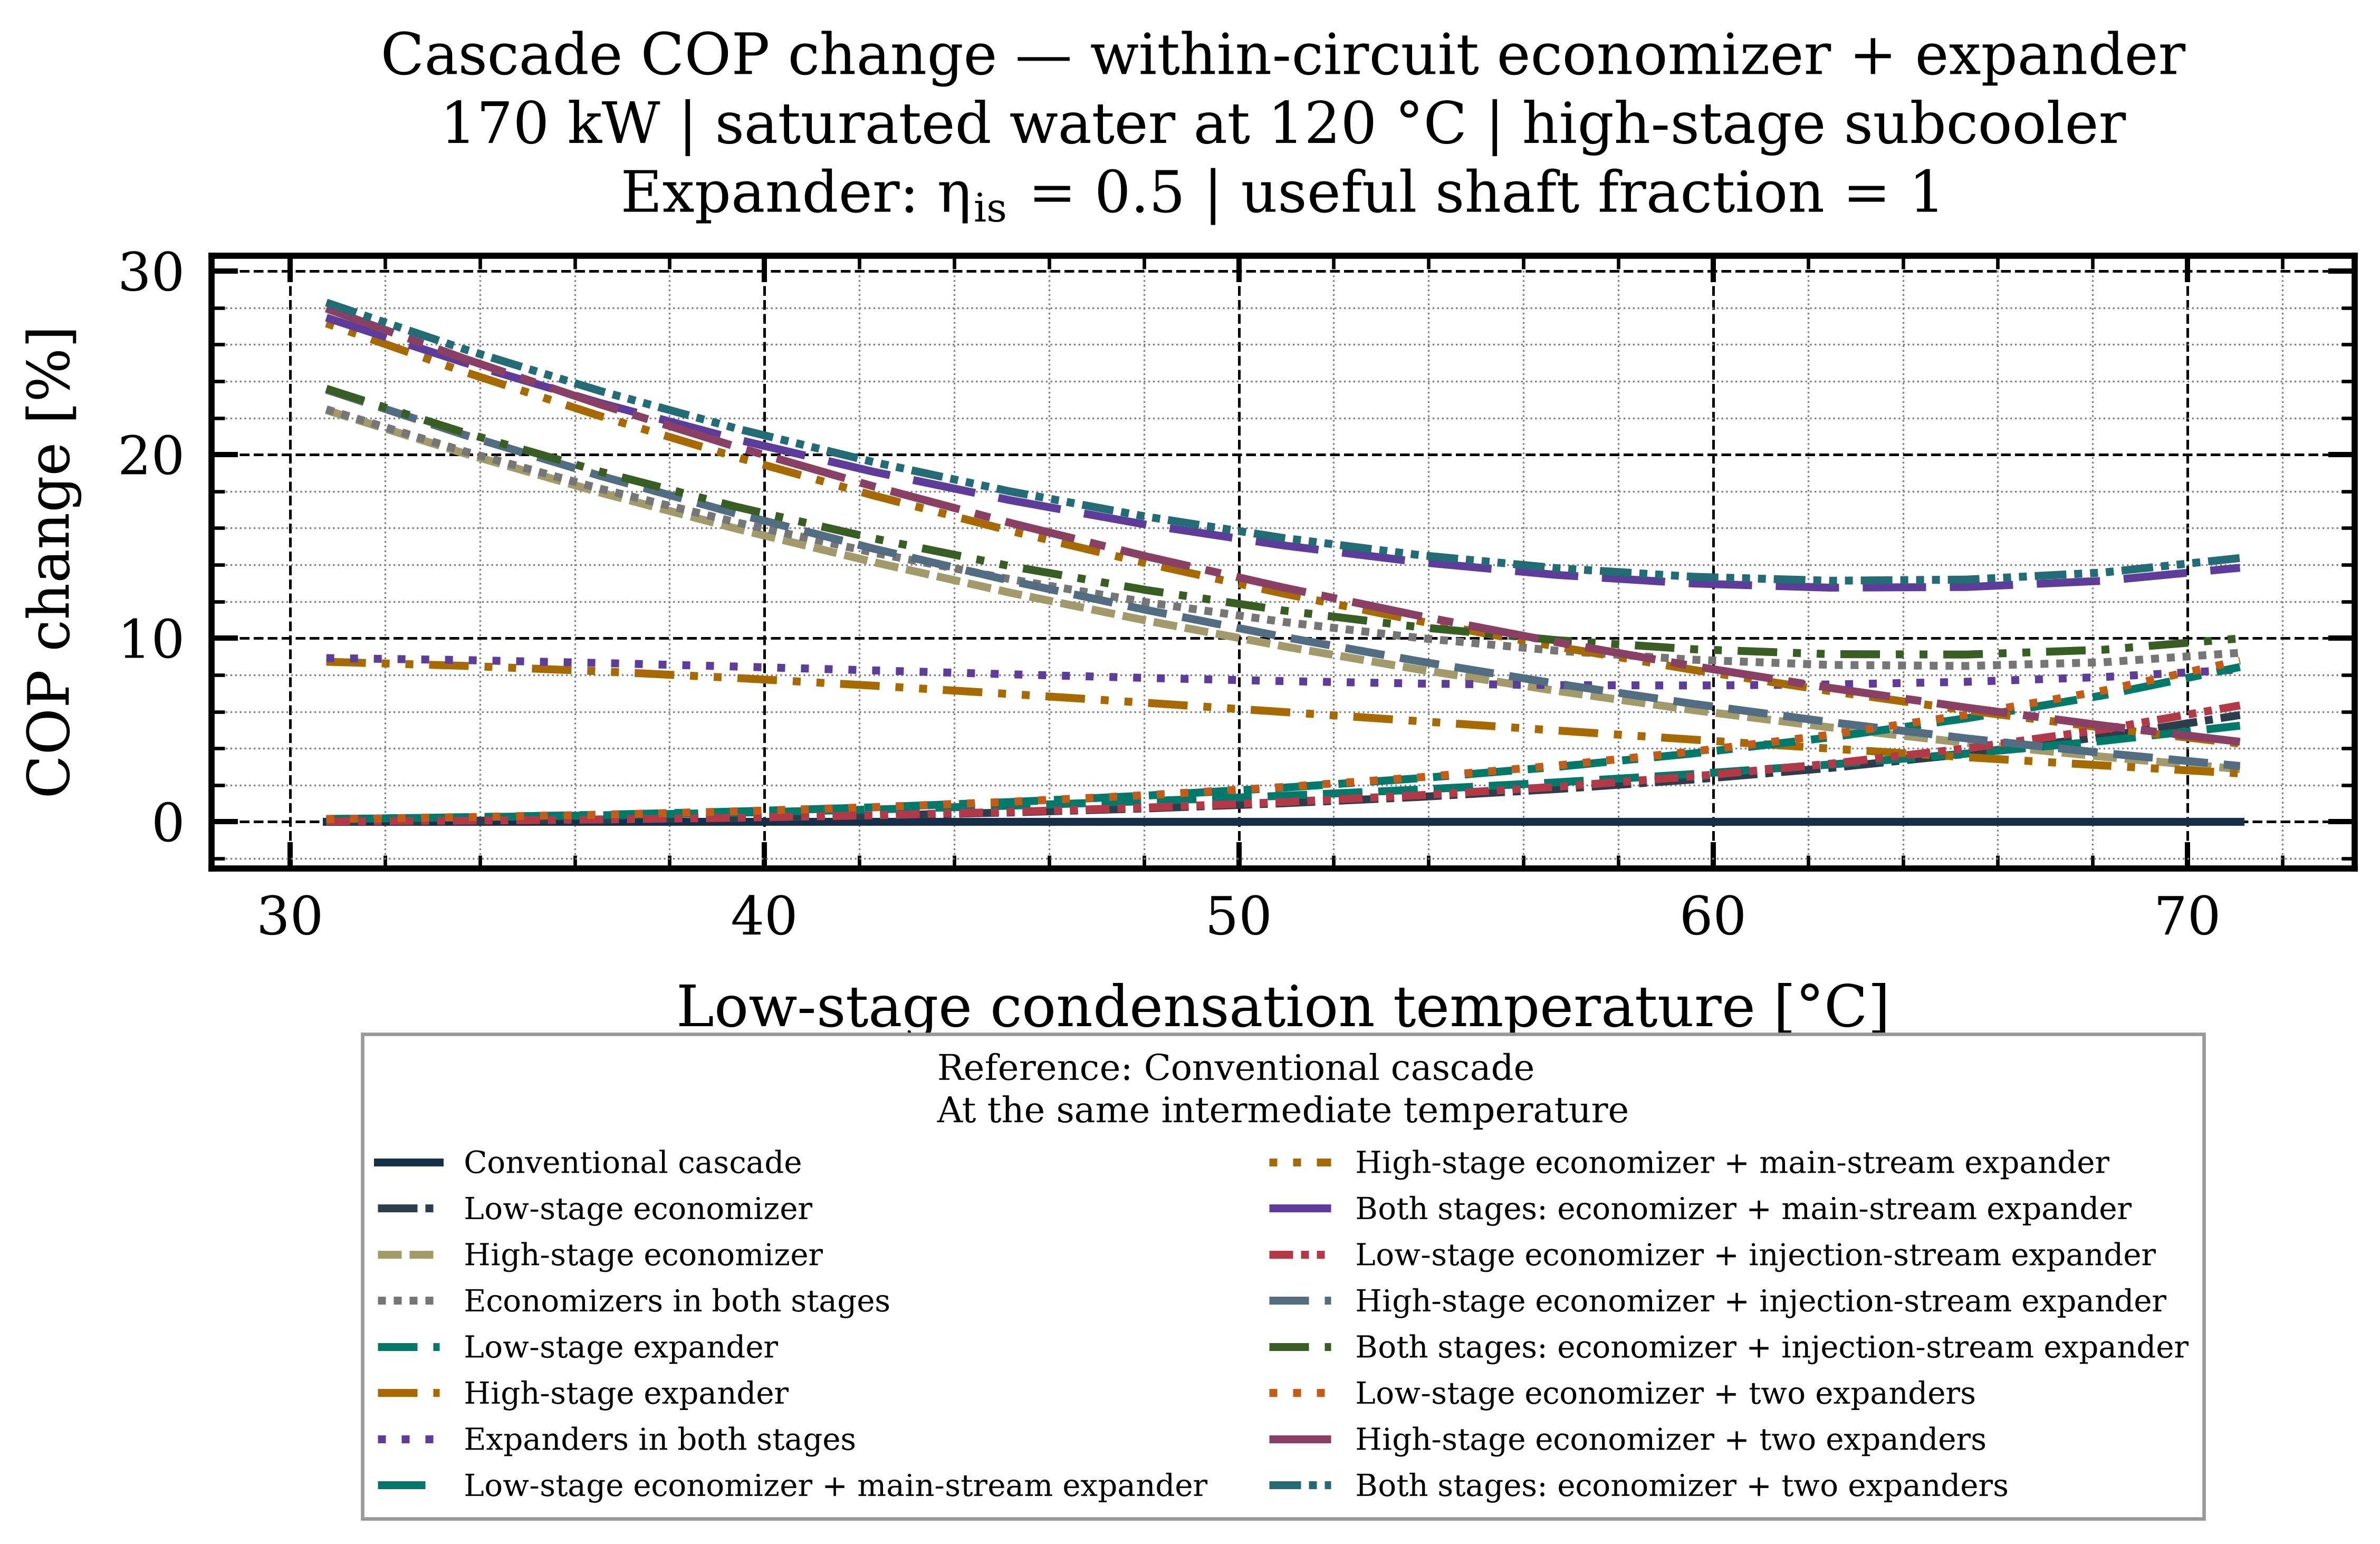 Cascade COP change — within-circuit economizer + expander
170 kW | saturated water at 120 °C | high-stage subcooler
Expander: ηis = 0.5 | useful shaft fraction = 1
COP change [%]
30
20
10
0
30 40 50 60 70
Low-stage condensation temperature [°C]
Reference: Conventional cascade
At the same intermediate temperature
Conventional cascade
Low-stage economizer
High-stage economizer
Economizers in both stages
Low-stage expander
High-stage expander
Expanders in both stages
Low-stage economizer + main-stream expander
High-stage economizer + main-stream expander
Both stages: economizer + main-stream expander
Low-stage economizer + injection-stream expander
High-stage economizer + injection-stream expander
Both stages: economizer + injection-stream expander
Low-stage economizer + two expanders
High-stage economizer + two expanders
Both stages: economizer + two expanders